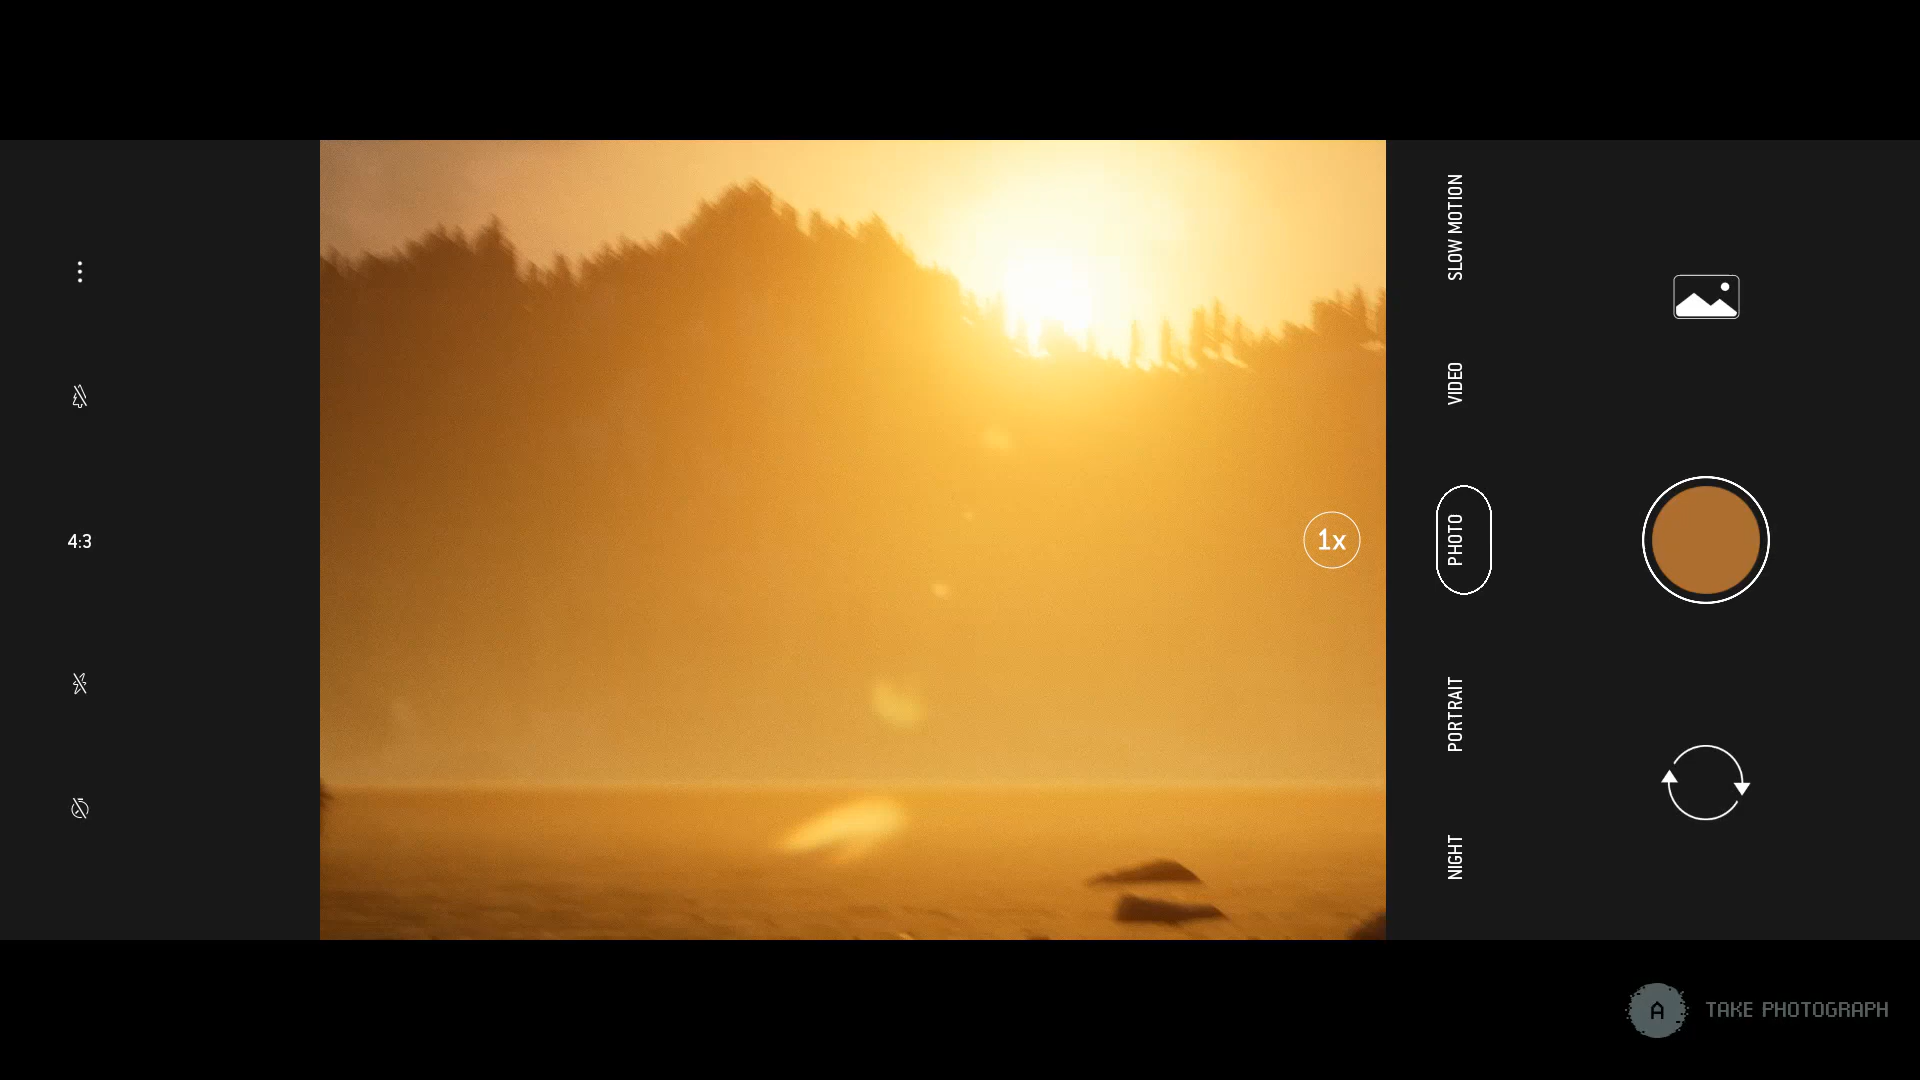 4:3
1x
SLOW MOTION
VIDEO
PHOTO
PORTRAIT
NIGHT
A TAKE PHOTOGRAPH